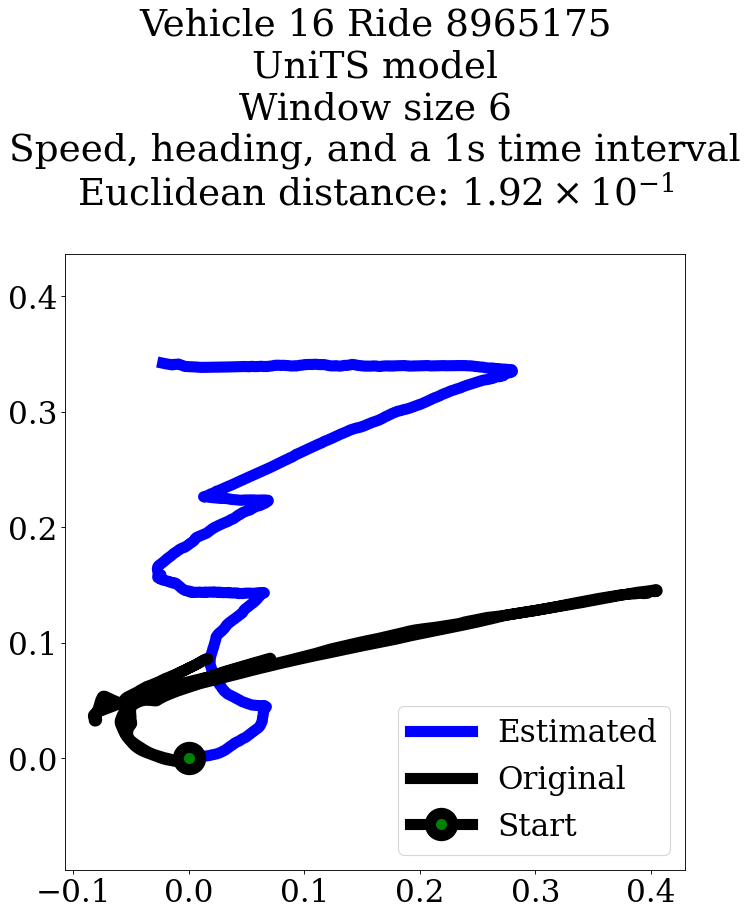 Vehicle 16 Ride 8965175
UniTS model
Window size 6
Speed, heading, and a 1s time interval
Euclidean distance: 1.92 × 10⁻¹
0.4
0.3
0.2
0.1
0.0
Estimated
Original
Start
−0.1 0.0 0.1 0.2 0.3 0.4